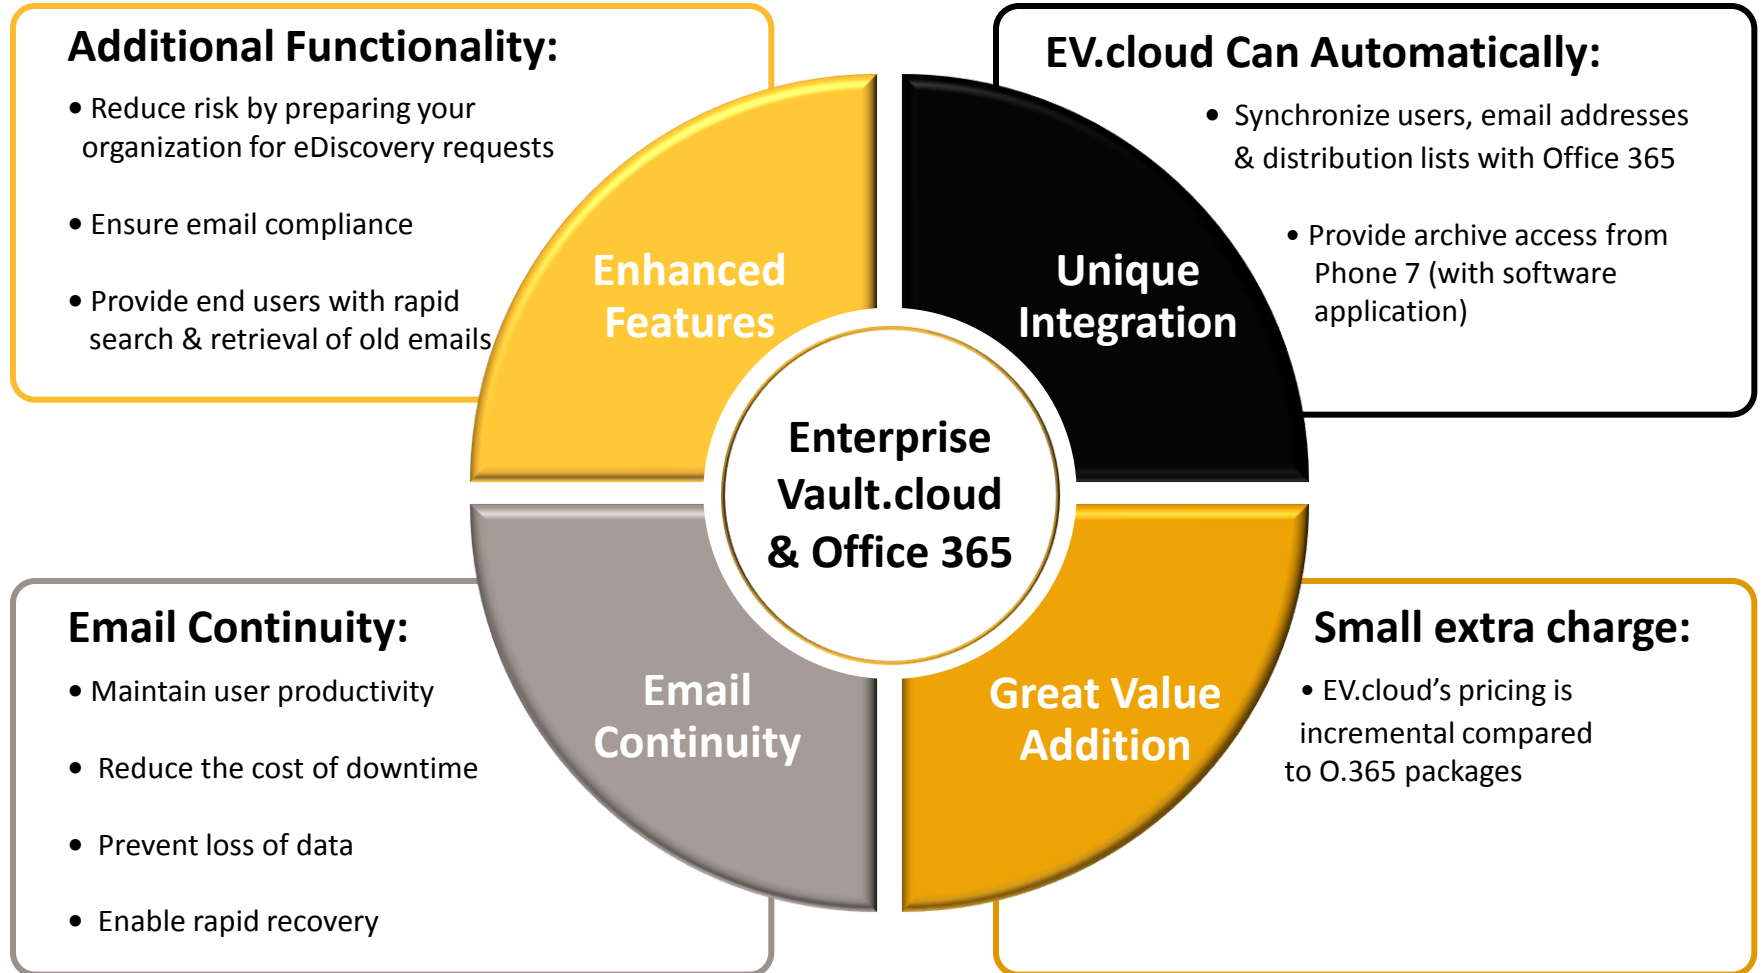 Additional Functionality:
• Reduce risk by preparing your
organization for eDiscovery requests
• Ensure email compliance
• Provide end users with rapid
search & retrieval of old emails
EV.cloud Can Automatically:
• Synchronize users, email addresses
& distribution lists with Office 365
• Provide archive access from
Phone 7 (with software
application)
Enhanced
Features
Unique
Integration
Enterprise
Vault.cloud
& Office 365
Email
Continuity
Great Value
Addition
Email Continuity:
• Maintain user productivity
• Reduce the cost of downtime
• Prevent loss of data
• Enable rapid recovery
Small extra charge:
• EV.cloud’s pricing is
incremental compared
to O.365 packages